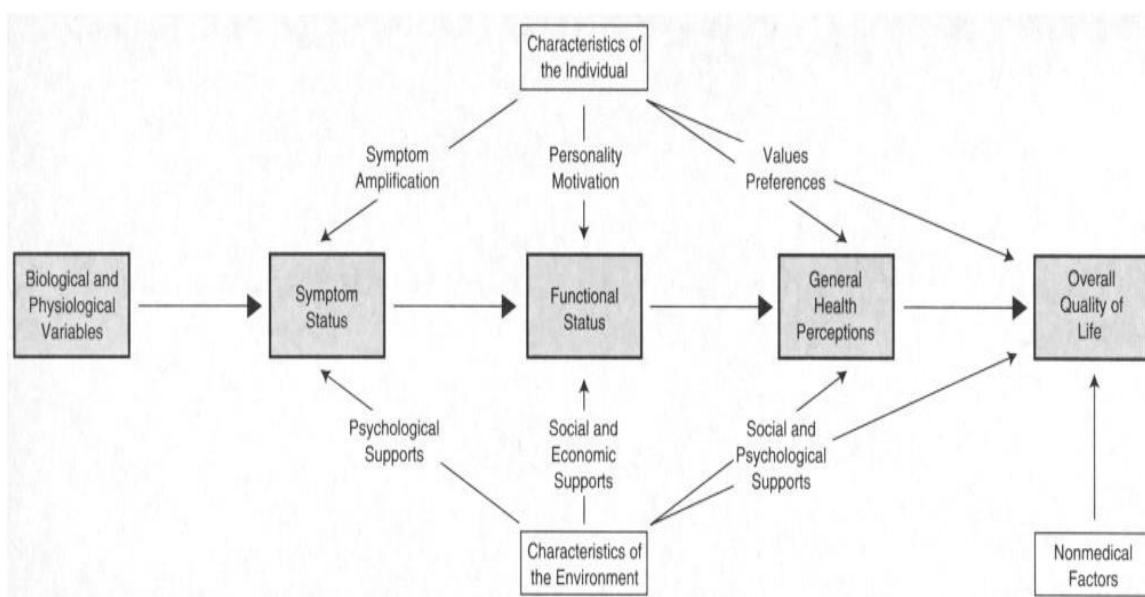 Characteristics of
the Individual
Symptom
Amplification
Personality
Motivation
Values
Preferences
Biological and
Physiological
Variables
Symptom
Status
Functional
Status
General
Health
Perceptions
Overall
Quality of
Life
Psychological
Supports
Social and
Economic
Supports
Social and
Psychological
Supports
Characteristics of
the Environment
Nonmedical
Factors